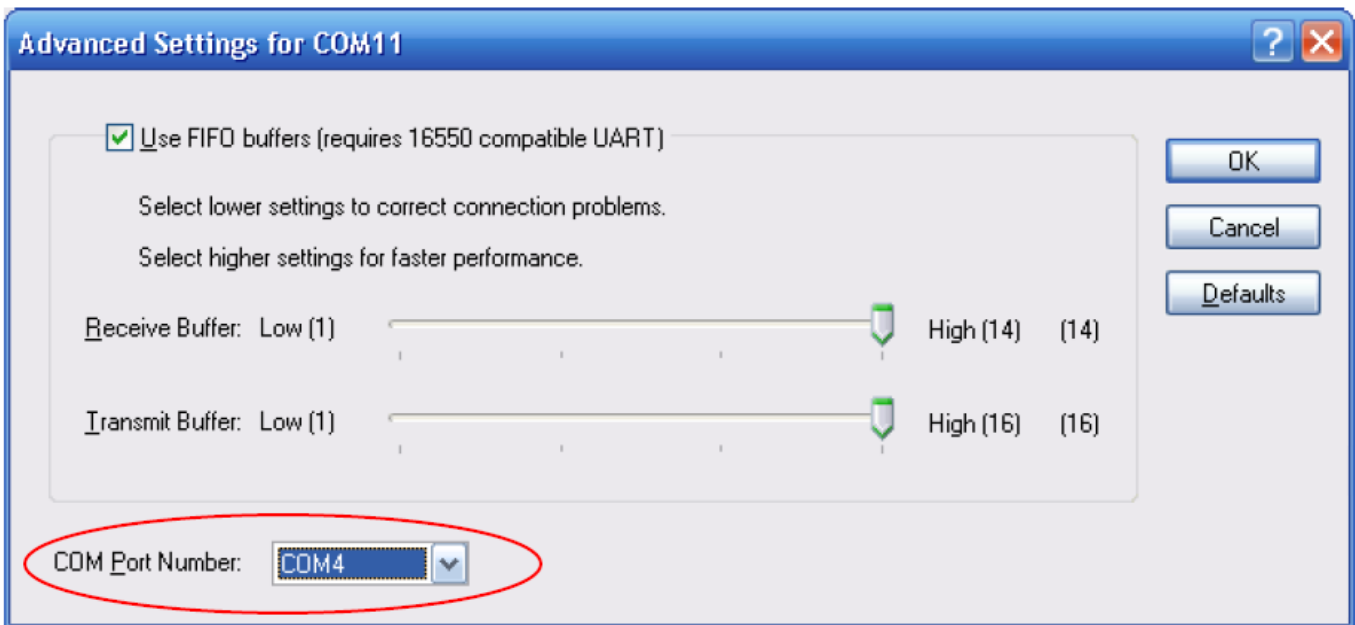 Advanced Settings for COM11
Use FIFO buffers (requires 16550 compatible UART)
OK
Select lower settings to correct connection problems.
Cancel
Select higher settings for faster performance.
Defaults
Receive Buffer: Low (1) High (14) (14)
Transmit Buffer: Low (1) High (16) (16)
COM Port Number: COM4